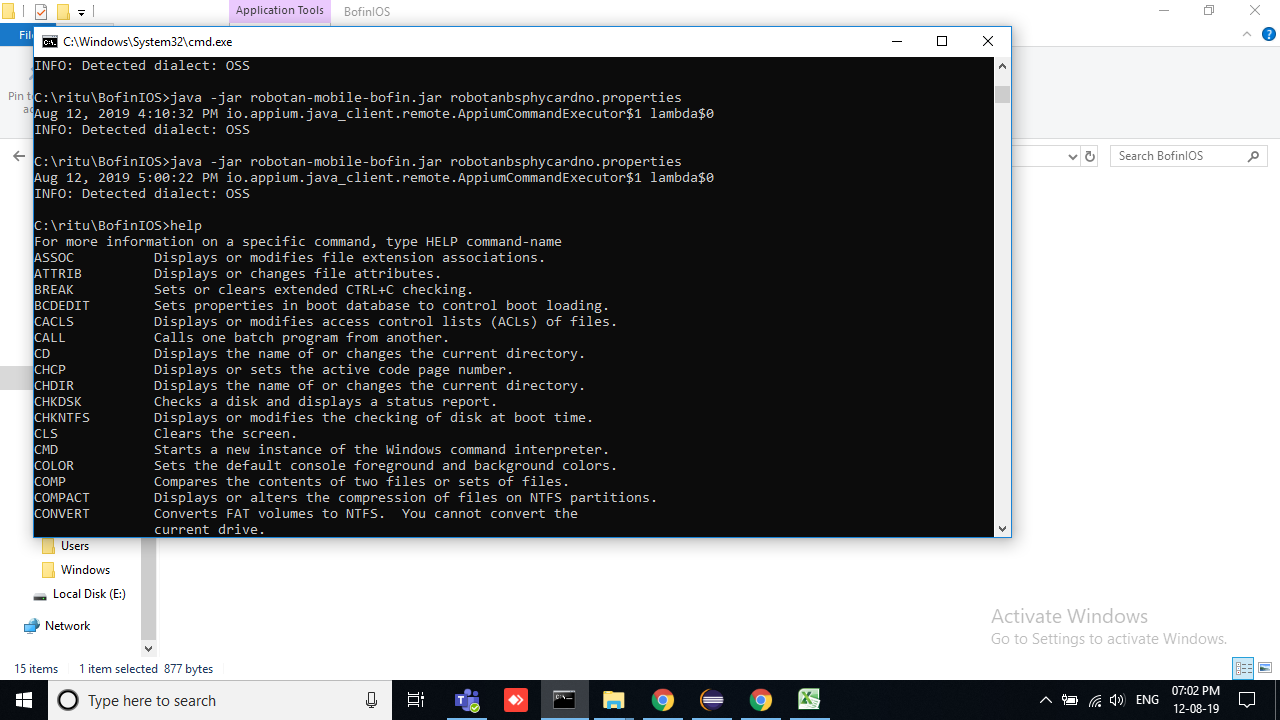 Application Tools
BofinIOS
C:\Windows\System32\cmd.exe
INFO: Detected dialect: OSS
C:\ritu\BofinIOS>java -jar robotan-mobile-bofin.jar robotanbsphycardno.properties
Aug 12, 2019 4:10:32 PM io.appium.java_client.remote.AppiumCommandExecutor$1 lambda$0
INFO: Detected dialect: OSS
C:\ritu\BofinIOS>java -jar robotan-mobile-bofin.jar robotanbsphycardno.properties
Aug 12, 2019 5:00:22 PM io.appium.java_client.remote.AppiumCommandExecutor$1 lambda$0
INFO: Detected dialect: OSS
C:\ritu\BofinIOS>help
For more information on a specific command, type HELP command-name
ASSOC Displays or modifies file extension associations.
ATTRIB Displays or changes file attributes.
BREAK Sets or clears extended CTRL+C checking.
BCDEDIT Sets properties in boot database to control boot loading.
CACLS Displays or modifies access control lists (ACLs) of files.
CALL Calls one batch program from another.
CD Displays the name of or changes the current directory.
CHCP Displays or sets the active code page number.
CHDIR Displays the name of or changes the current directory.
CHKDSK Checks a disk and displays a status report.
CHKNTFS Displays or modifies the checking of disk at boot time.
CLS Clears the screen.
CMD Starts a new instance of the Windows command interpreter.
COLOR Sets the default console foreground and background colors.
COMP Compares the contents of two files or sets of files.
COMPACT Displays or alters the compression of files on NTFS partitions.
CONVERT Converts FAT volumes to NTFS.  You cannot convert the
current drive.
Search BofinIOS
Users
Windows
Local Disk (E:)
Network
Activate Windows
Go to Settings to activate Windows.
15 items 1 item selected 877 bytes
Type here to search
ENG
07:02 PM
12-08-19